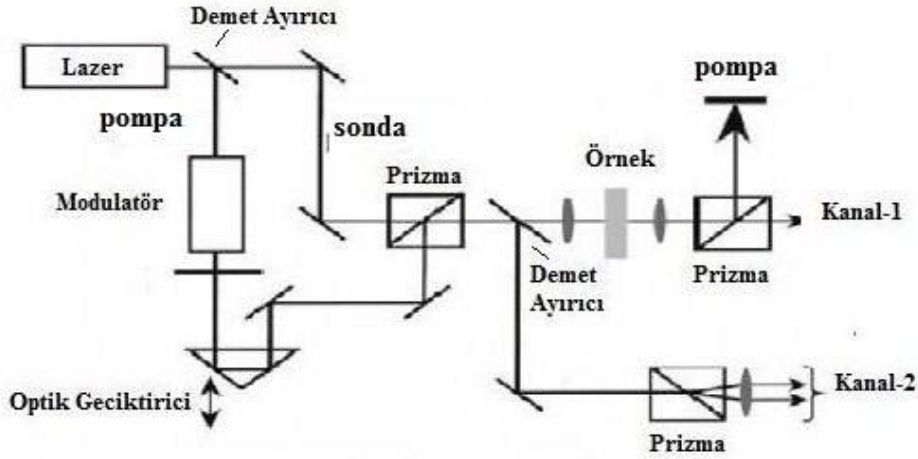 Demet Ayırıcı
Lazer
pompa
pompa
sonda
Örnek
Prizma
Modulatör
Kanal-1
Demet
Ayırıcı
Prizma
Optik Geciktirici
Kanal-2
Prizma